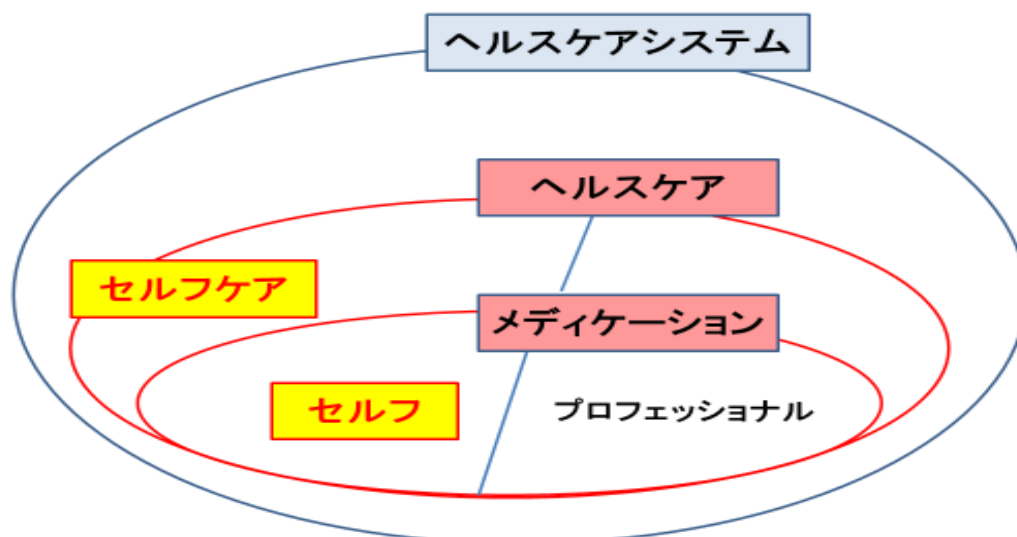 ヘルスケアシステム
ヘルスケア
セルフケア
メディケーション
セルフ
プロフェッショナル